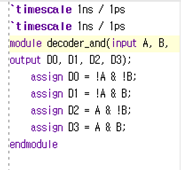 `timescale 1ns / 1ps
`timescale 1ns / 1ps
module decoder_and(input A, B,
output D0, D1, D2, D3);
assign D0 = !A & !B;
assign D1 = !A & B;
assign D2 = A & !B;
assign D3 = A & B;
endmodule